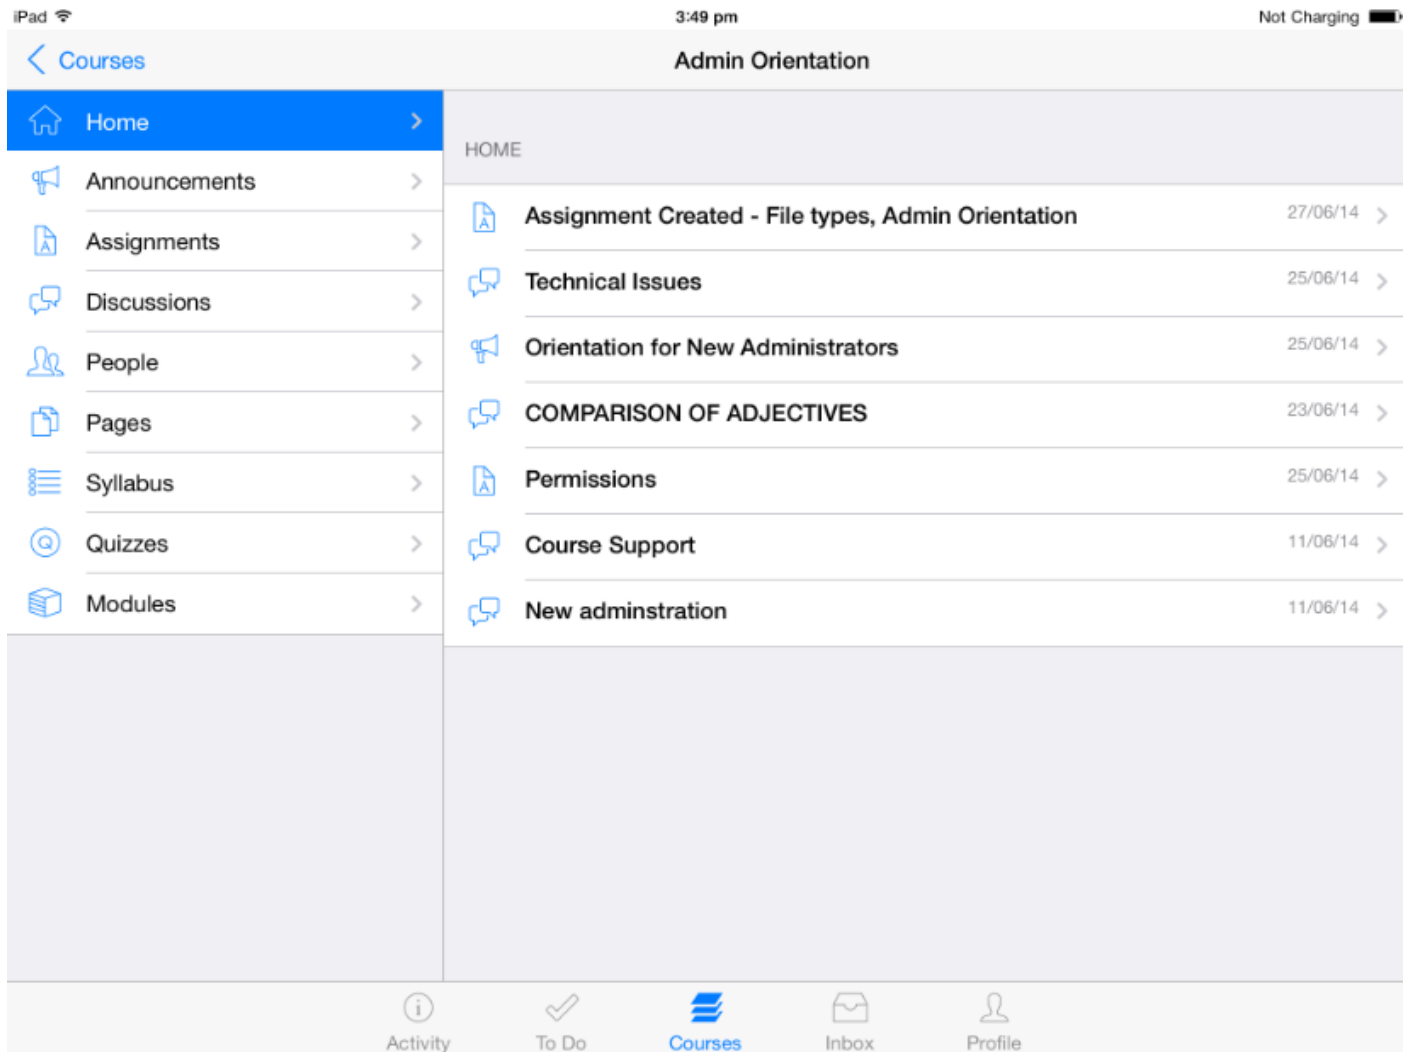 iPad 3:49 pm Not Charging
Courses Admin Orientation
Home
Announcements
Assignments
Discussions
People
Pages
Syllabus
Quizzes
Modules
HOME
Assignment Created - File types, Admin Orientation 27/06/14
Technical Issues 25/06/14
Orientation for New Administrators 25/06/14
COMPARISON OF ADJECTIVES 23/06/14
Permissions 25/06/14
Course Support 11/06/14
New adminstration 11/06/14
Activity To Do Courses Inbox Profile